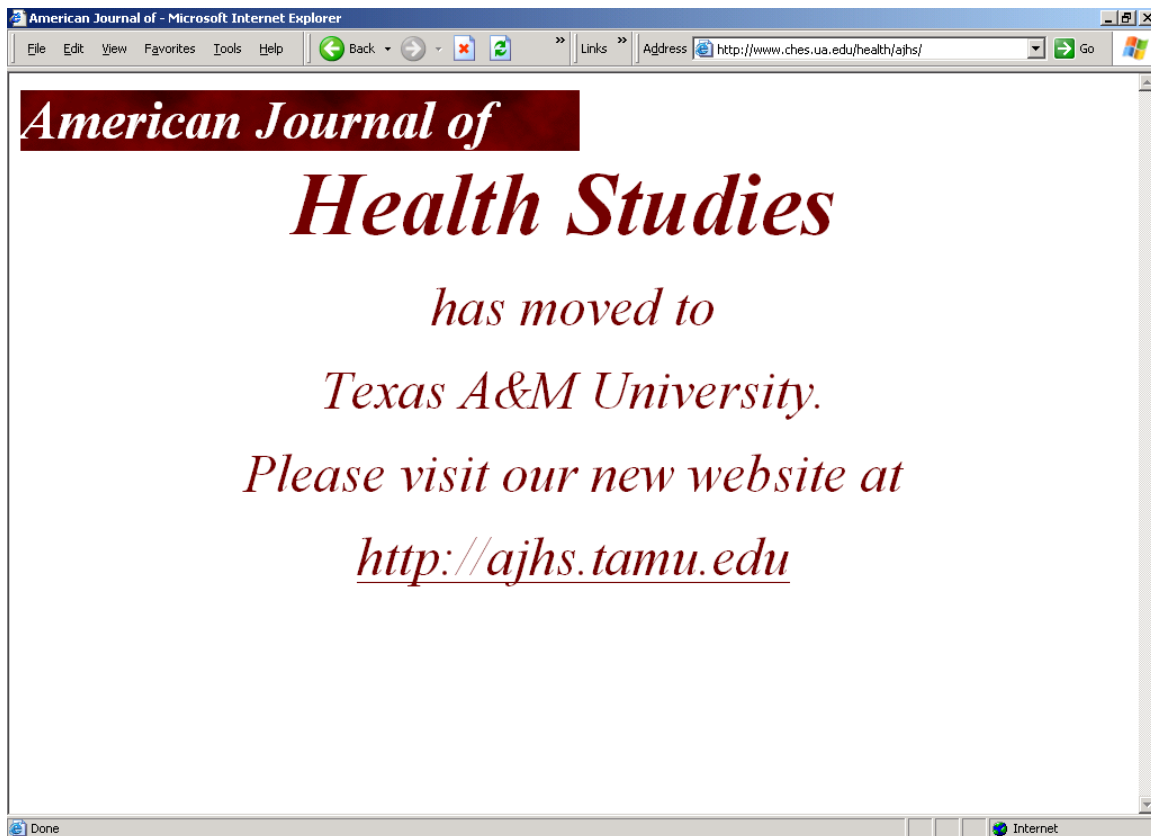 American Journal of - Microsoft Internet Explorer
File Edit View Favorites Tools Help Back » Links » Address http://www.ches.ua.edu/health/ajhs/ Go
American Journal of
Health Studies
has moved to
Texas A&M University.
Please visit our new website at
http://ajhs.tamu.edu
Done Internet